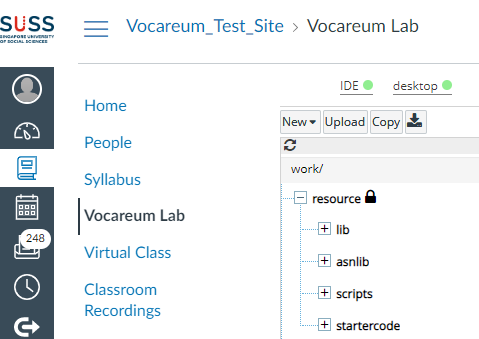 SUSS
SINGAPORE UNIVERSITY
OF SOCIAL SCIENCES
Vocareum_Test_Site > Vocareum Lab
IDE desktop
New Upload Copy
work/
resource
lib
asnlib
scripts
startercode
Home
People
Syllabus
Vocareum Lab
Virtual Class
Classroom
Recordings
248